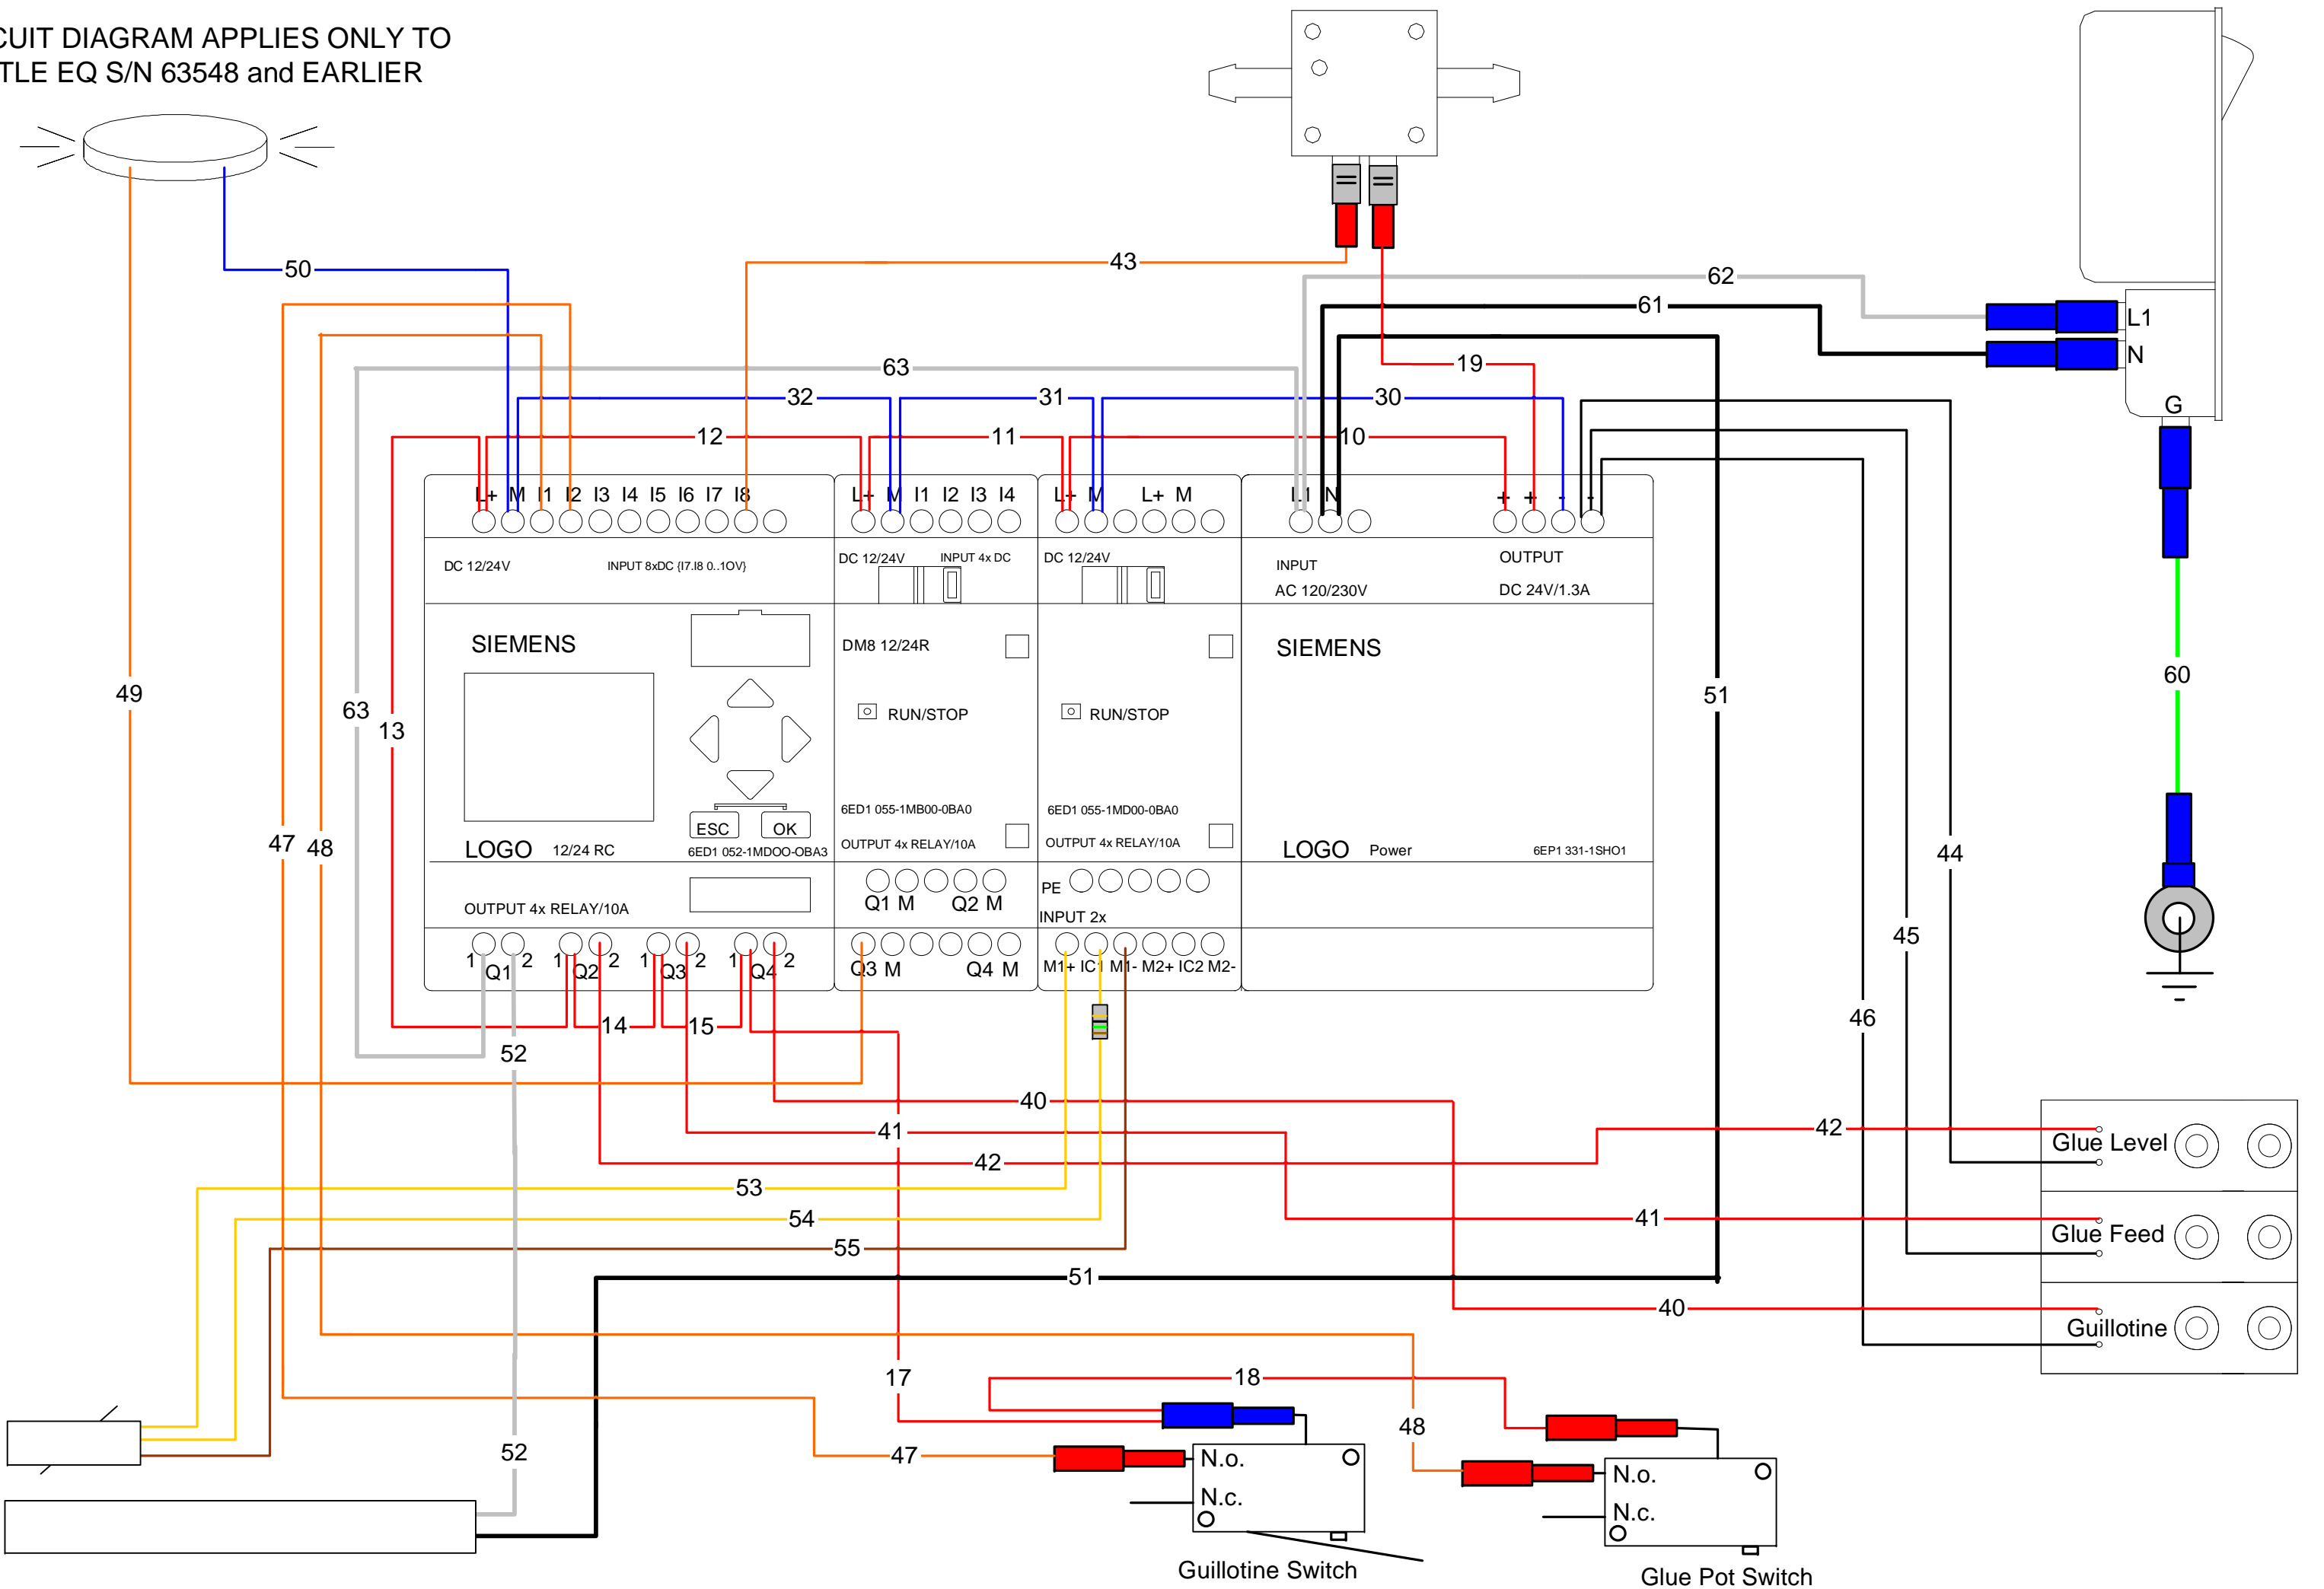 CUIT DIAGRAM APPLIES ONLY TO
TLE EQ S/N 63548 and EARLIER
50
43
62
61
L1
N
G
63
19
32
31
30
12
11
10
L+ M I1 I2 I3 I4 I5 I6 I7 I8
L+ M I1 I2 I3 I4
L+ M L+ M
L1 N
+ + - -
DC 12/24V
INPUT 8xDC {I7.I8 0..1OV}
DC 12/24V
INPUT 4x DC
DC 12/24V
INPUT
AC 120/230V
OUTPUT
DC 24V/1.3A
SIEMENS
DM8 12/24R
SIEMENS
49
63
13
RUN/STOP
RUN/STOP
51
60
47
48
ESC
OK
LOGO 12/24 RC
6ED1 052-1MDOO-OBA3
6ED1 055-1MB00-0BA0
OUTPUT 4x RELAY/10A
6ED1 055-1MD00-0BA0
OUTPUT 4x RELAY/10A
LOGO Power
6EP1 331-1SHO1
44
OUTPUT 4x RELAY/10A
Q1 M Q2 M
PE
INPUT 2x
45
1 Q1 2
1 Q2 2
1 Q3 2
1 Q4 2
Q3 M Q4 M
M1+ IC1 M1- M2+ IC2 M2-
46
14
15
52
40
41
42
42
Glue Level
53
54
41
Glue Feed
55
51
40
Guillotine
17
18
48
52
47
N.o.
N.c.
N.o.
N.c.
Guillotine Switch
Glue Pot Switch